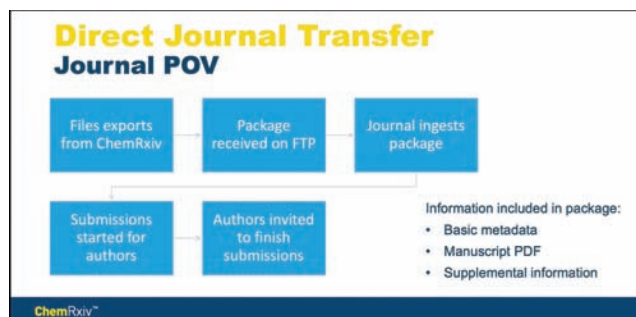 Direct Journal Transfer
Journal POV
Files exports
from ChemRxiv
Package
received on FTP
Journal ingests
package
Submissions
started for
authors
Authors invited
to finish
submissions
Information included in package:
• Basic metadata
• Manuscript PDF
• Supplemental information
ChemRxiv™